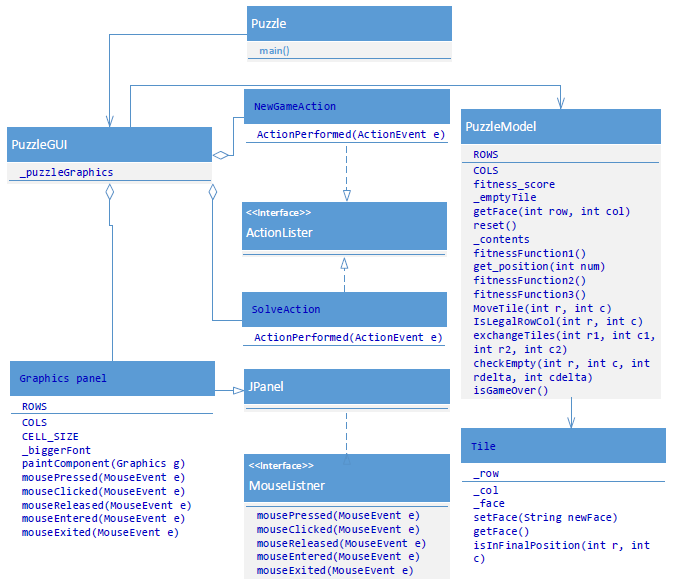 Puzzle
main()
NewGameAction
ActionPerformed(ActionEvent e)
PuzzleGUI
_puzzleGraphics
PuzzleModel
ROWS
COLS
fitness_score
_emptyTile
getFace(int row, int col)
reset()
_contents
fitnessFunction1()
get_position(int num)
fitnessFunction2()
fitnessFunction3()
MoveTile(int r, int c)
IsLegalRowCol(int r, int c)
exchangeTiles(int r1, int c1,
int r2, int c2)
checkEmpty(int r, int c, int
rdelta, int cdelta)
isGameOver()
<<Interface>>
ActionLister
SolveAction
ActionPerformed(ActionEvent e)
Graphics panel
ROWS
COLS
CELL_SIZE
_biggerFont
paintComponent(Graphics g)
mousePressed(MouseEvent e)
mouseClicked(MouseEvent e)
mouseReleased(MouseEvent e)
mouseEntered(MouseEvent e)
mouseExited(MouseEvent e)
JPanel
<<Interface>>
MouseListner
mousePressed(MouseEvent e)
mouseClicked(MouseEvent e)
mouseReleased(MouseEvent e)
mouseEntered(MouseEvent e)
mouseExited(MouseEvent e)
Tile
_row
_col
_face
setFace(String newFace)
getFace()
isInFinalPosition(int r, int
c)